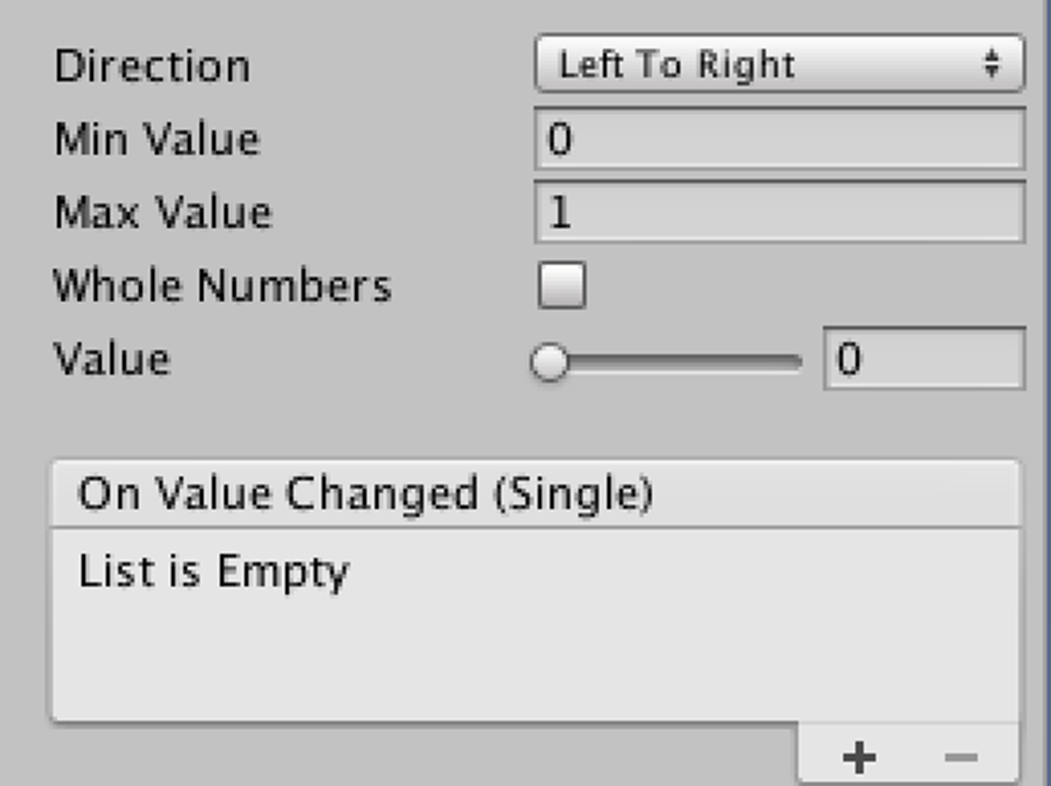 Direction Left To Right
Min Value 0
Max Value 1
Whole Numbers
Value 0
On Value Changed (Single)
List is Empty